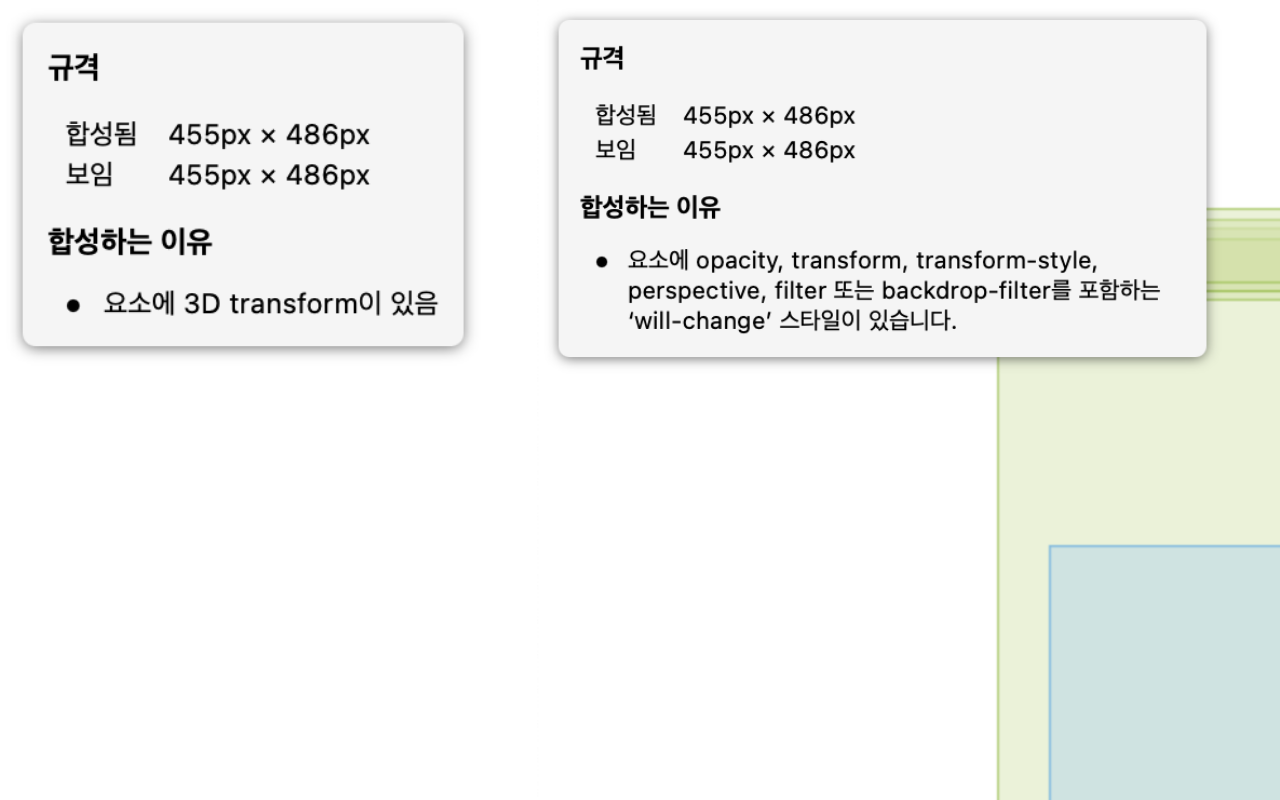 규격
합성됨 455px × 486px
보임 455px × 486px
합성하는 이유
● 요소에 3D transform이 있음
규격
합성됨 455px × 486px
보임 455px × 486px
합성하는 이유
● 요소에 opacity, transform, transform-style,
perspective, filter 또는 backdrop-filter를 포함하는
‘will-change’ 스타일이 있습니다.